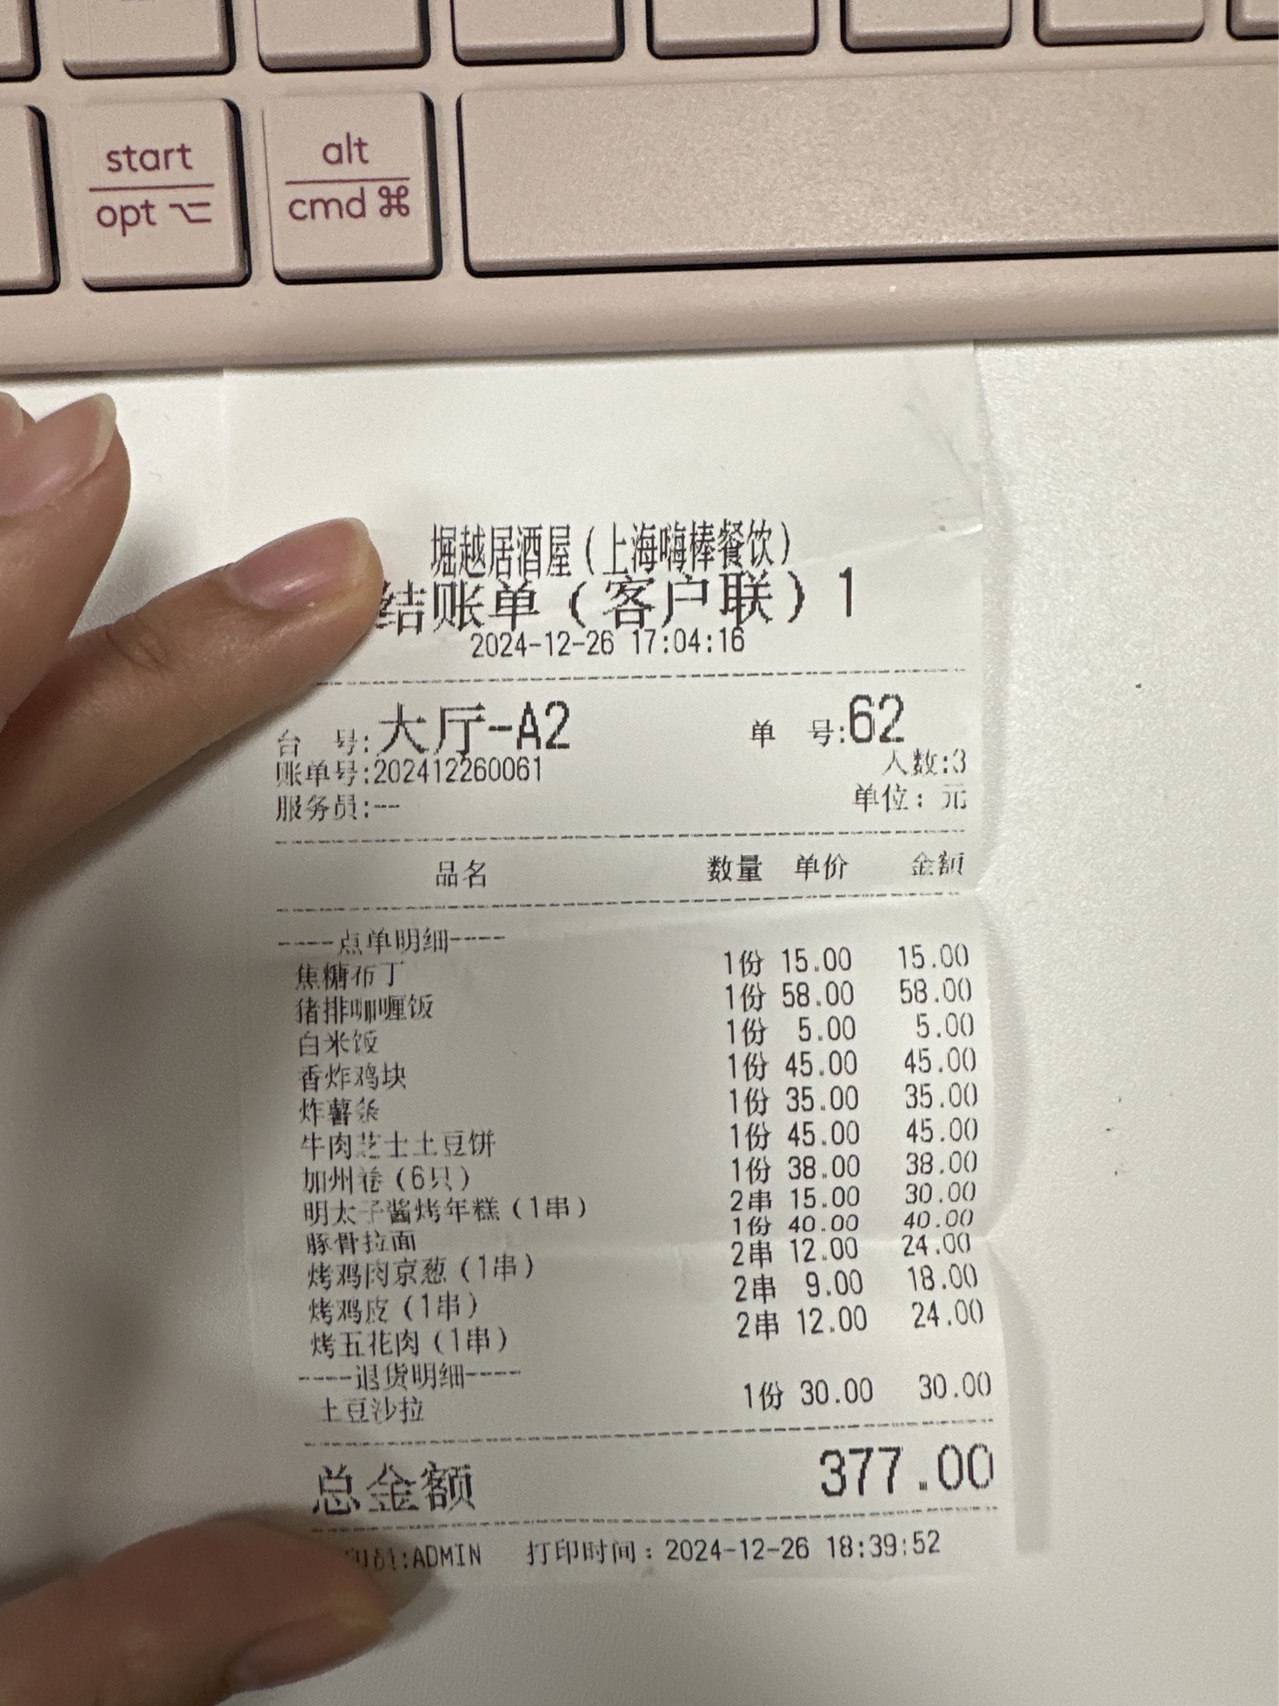 start
opt ⌥
alt
cmd ⌘
堀越居酒屋(上海嗨棒餐饮)
结账单(客户联)1
2024-12-26 17:04:16
台 号:大厅-A2 单 号:62
账单号:202412260061 人数:3
服务员:--- 单位: 元
品名 数量 单价 金额
----点单明细----
焦糖布丁 1份 15.00 15.00
猪排咖喱饭 1份 58.00 58.00
白米饭 1份 5.00 5.00
香炸鸡块 1份 45.00 45.00
炸薯条 1份 35.00 35.00
牛肉芝士土豆饼 1份 45.00 45.00
加州卷(6只) 1份 38.00 38.00
明太子酱烤年糕(1串) 2串 15.00 30.00
豚骨拉面 1份 40.00 40.00
烤鸡肉京葱(1串) 2串 12.00 24.00
烤鸡皮(1串) 2串 9.00 18.00
烤五花肉(1串) 2串 12.00 24.00
----退货明细----
土豆沙拉 1份 30.00 30.00
总金额 377.00
印员:ADMIN 打印时间:2024-12-26 18:39:52